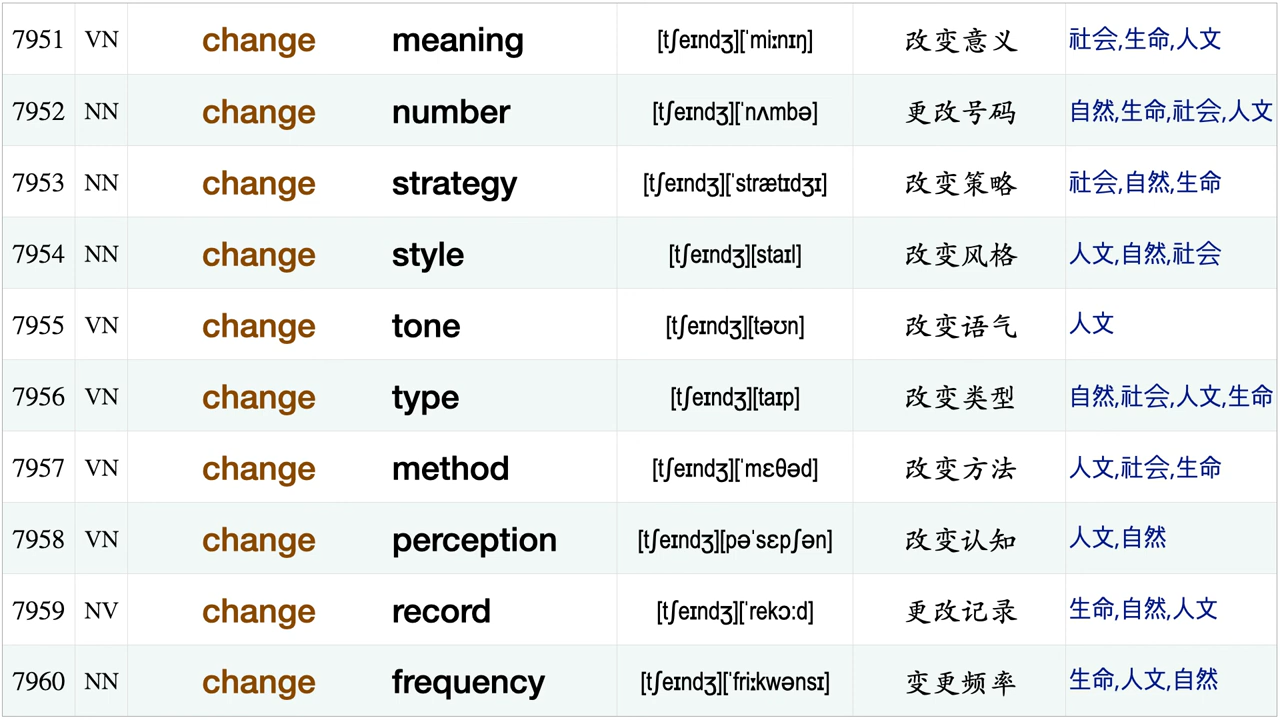 7951 VN change meaning [tʃeɪndʒ][ˈmiːnɪŋ] 改变意义 社会,生命,人文
7952 NN change number [tʃeɪndʒ][ˈnʌmbə] 更改号码 自然,生命,社会,人文
7953 NN change strategy [tʃeɪndʒ][ˈstrætɪdʒɪ] 改变策略 社会,自然,生命
7954 NN change style [tʃeɪndʒ][staɪl] 改变风格 人文,自然,社会
7955 VN change tone [tʃeɪndʒ][təʊn] 改变语气 人文
7956 VN change type [tʃeɪndʒ][taɪp] 改变类型 自然,社会,人文,生命
7957 VN change method [tʃeɪndʒ][ˈmɛθəd] 改变方法 人文,社会,生命
7958 VN change perception [tʃeɪndʒ][pəˈsɛpʃən] 改变认知 人文,自然
7959 NV change record [tʃeɪndʒ][ˈrekɔːd] 更改记录 生命,自然,人文
7960 NN change frequency [tʃeɪndʒ][ˈfriːkwənsɪ] 变更频率 生命,人文,自然